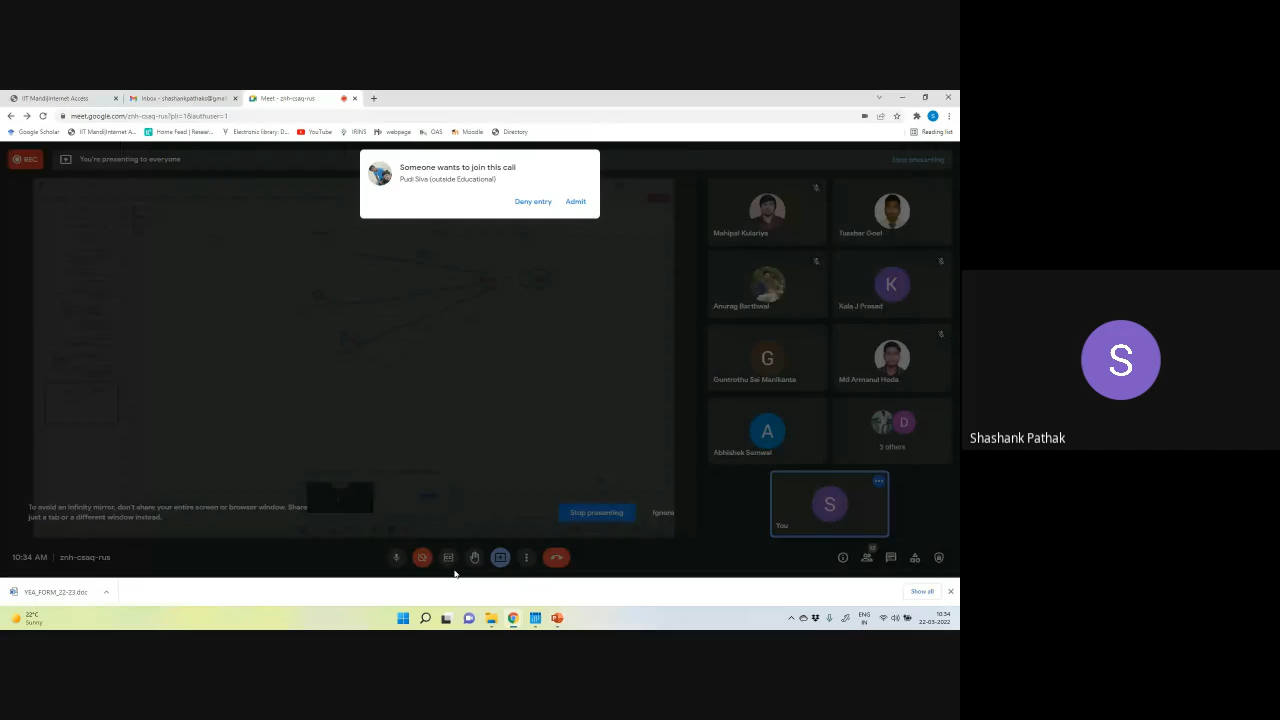 IIT Mandi|Internet Access
Inbox - shashankpathaks@gmai
Meet - znh-csaq-rus
meet.google.com/znh-csaq-rus?pli=1&authuser=1
Google Scholar
IIT Mandi|Internet A...
Home Feed | Resear...
Electronic library. D...
YouTube
IRINS
webpage
OAS
Moodle
Directory
Reading list
REC
You're presenting to everyone
Stop presenting
Someone wants to join this call
Pudi Siva (outside Educational)
Deny entry
Admit
Mahipal Kulariya
Tuashar Goel
Anurag Barthwal
Kala J Prasad
K
G
Guntrothu Sai Manikanta
Md Armanul Hoda
A
D
Abhishek Semwal
5 others
S
You
To avoid an infinity mirror, don't share your entire screen or browser window. Share
just a tab or a different window instead.
Stop presenting
Ignore
10:34 AM
znh-csaq-rus
YEA_FORM_22-23.doc
Show all
22°C
Sunny
ENG
IN
10:34
22-03-2022
S
Shashank Pathak